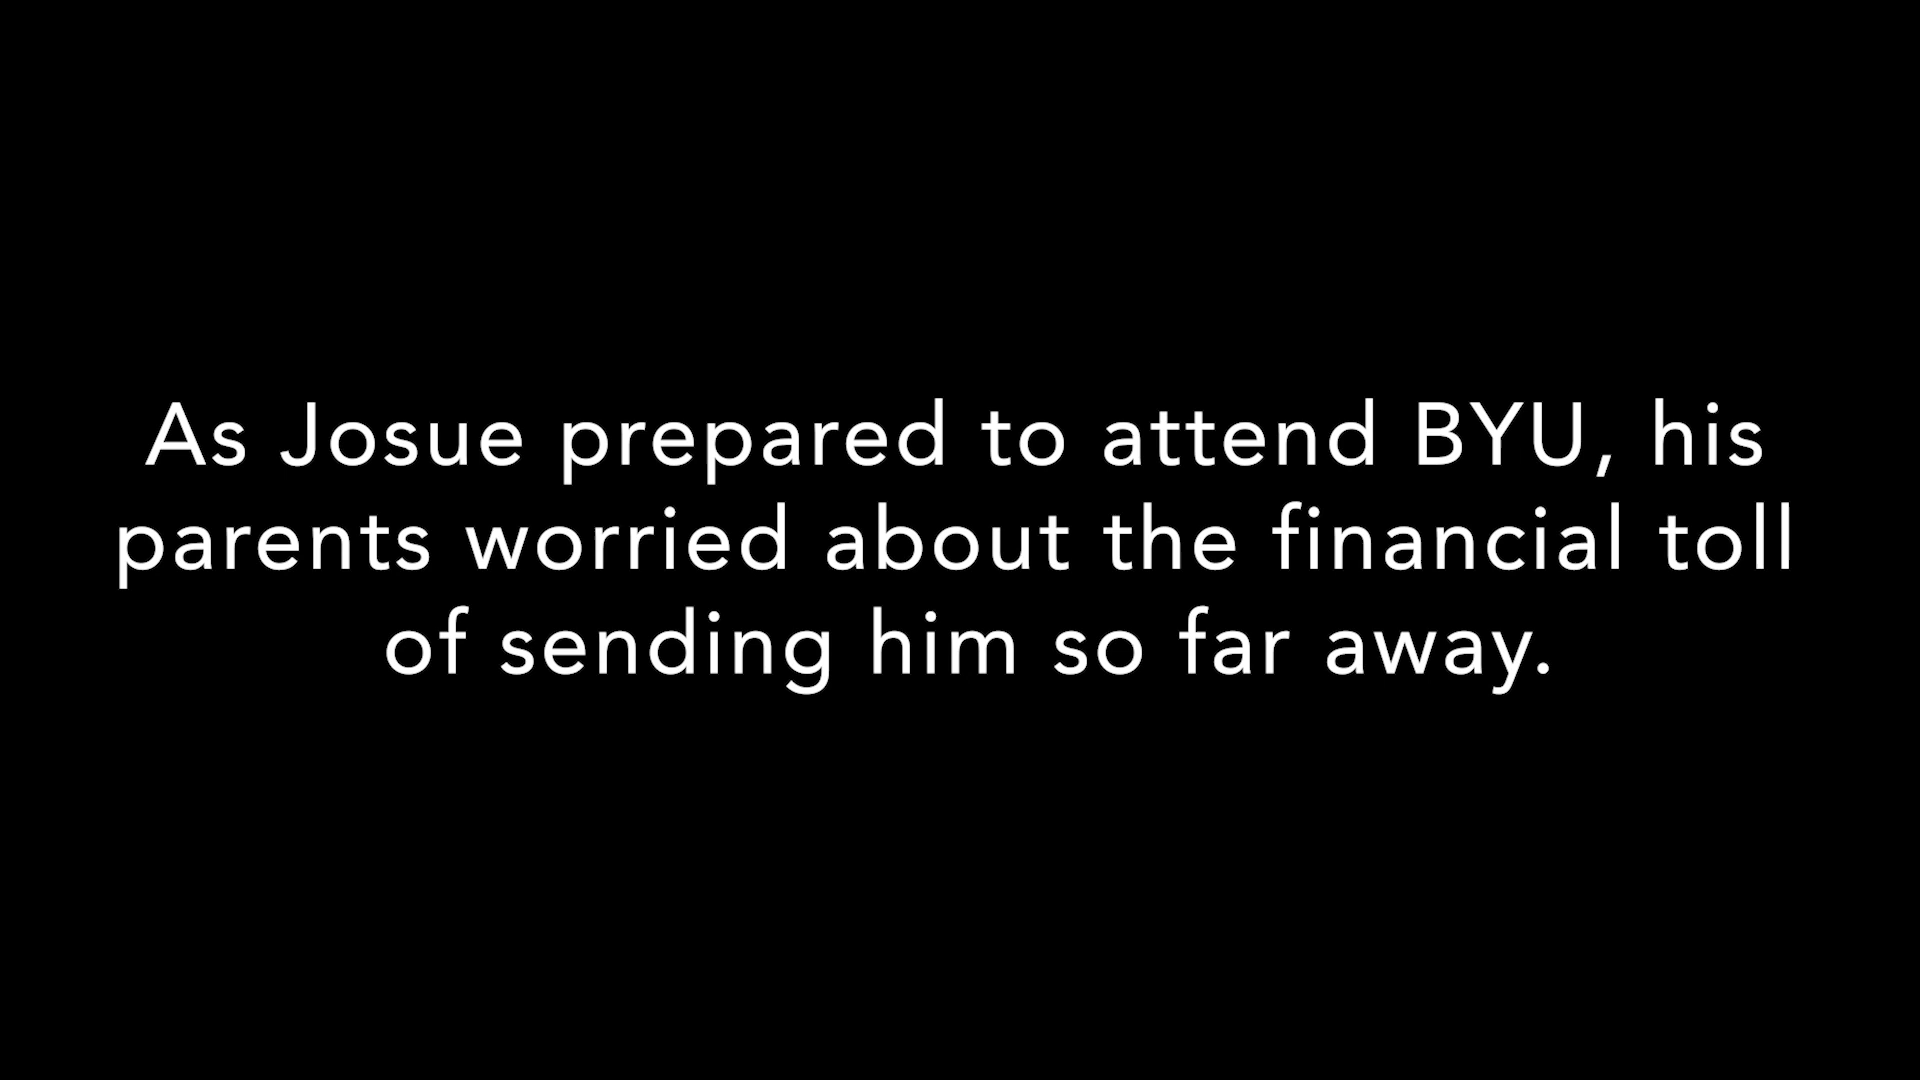 As Josue prepared to attend BYU, his
parents worried about the financial toll
of sending him so far away.